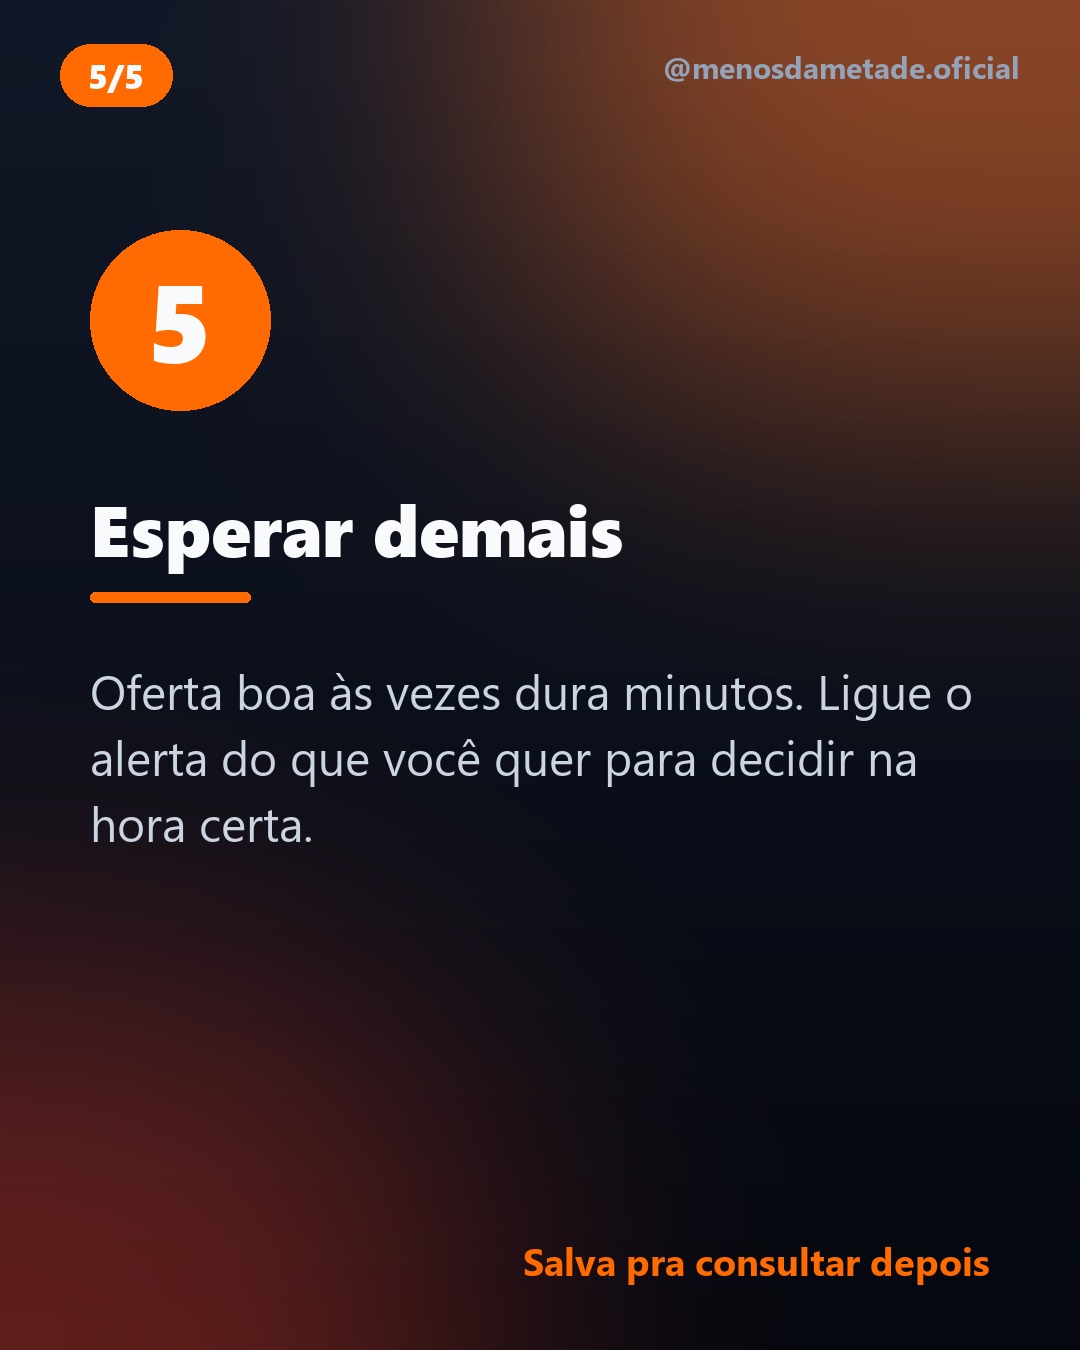 5/5
@menosdametade.oficial
5
Esperar demais
Oferta boa às vezes dura minutos. Ligue o
alerta do que você quer para decidir na
hora certa.
Salva pra consultar depois